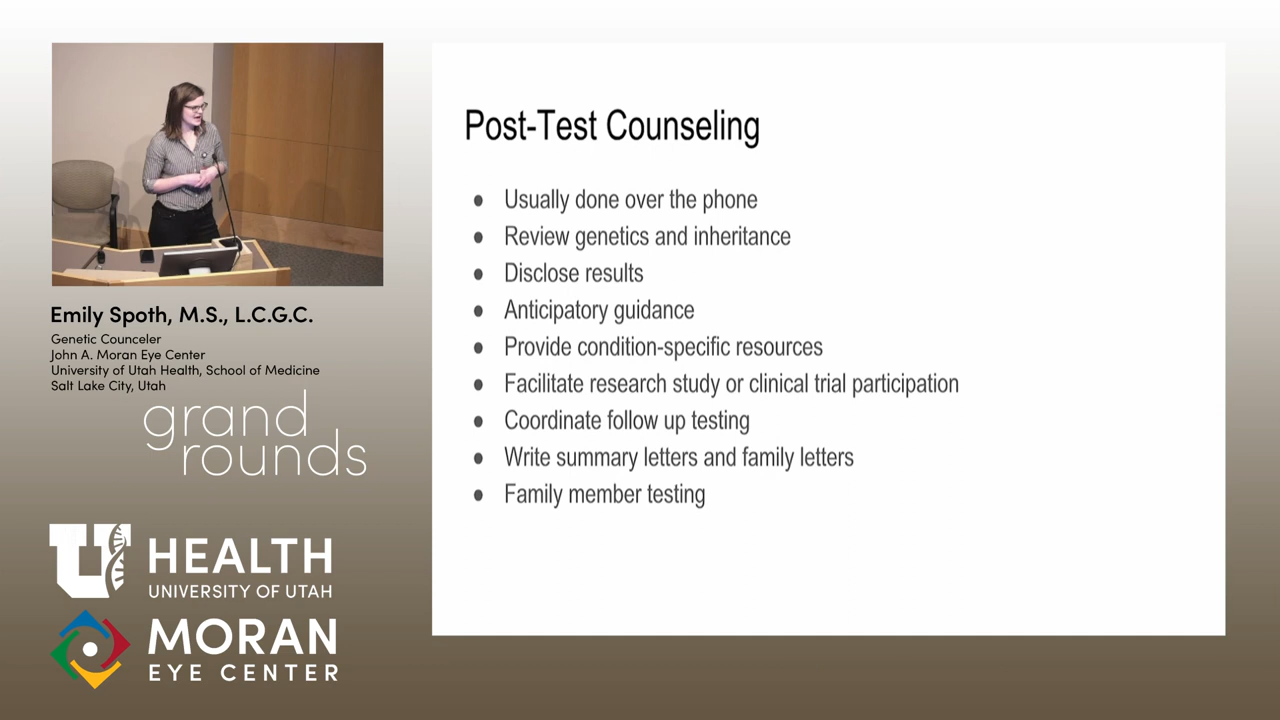 Post-Test Counseling
● Usually done over the phone
● Review genetics and inheritance
● Disclose results
● Anticipatory guidance
● Provide condition-specific resources
● Facilitate research study or clinical trial participation
● Coordinate follow up testing
● Write summary letters and family letters
● Family member testing
Emily Spoth, M.S., L.C.G.C.
Genetic Counceler
John A. Moran Eye Center
University of Utah Health, School of Medicine
Salt Lake City, Utah
grand
rounds
U HEALTH
UNIVERSITY OF UTAH
MORAN
EYE CENTER